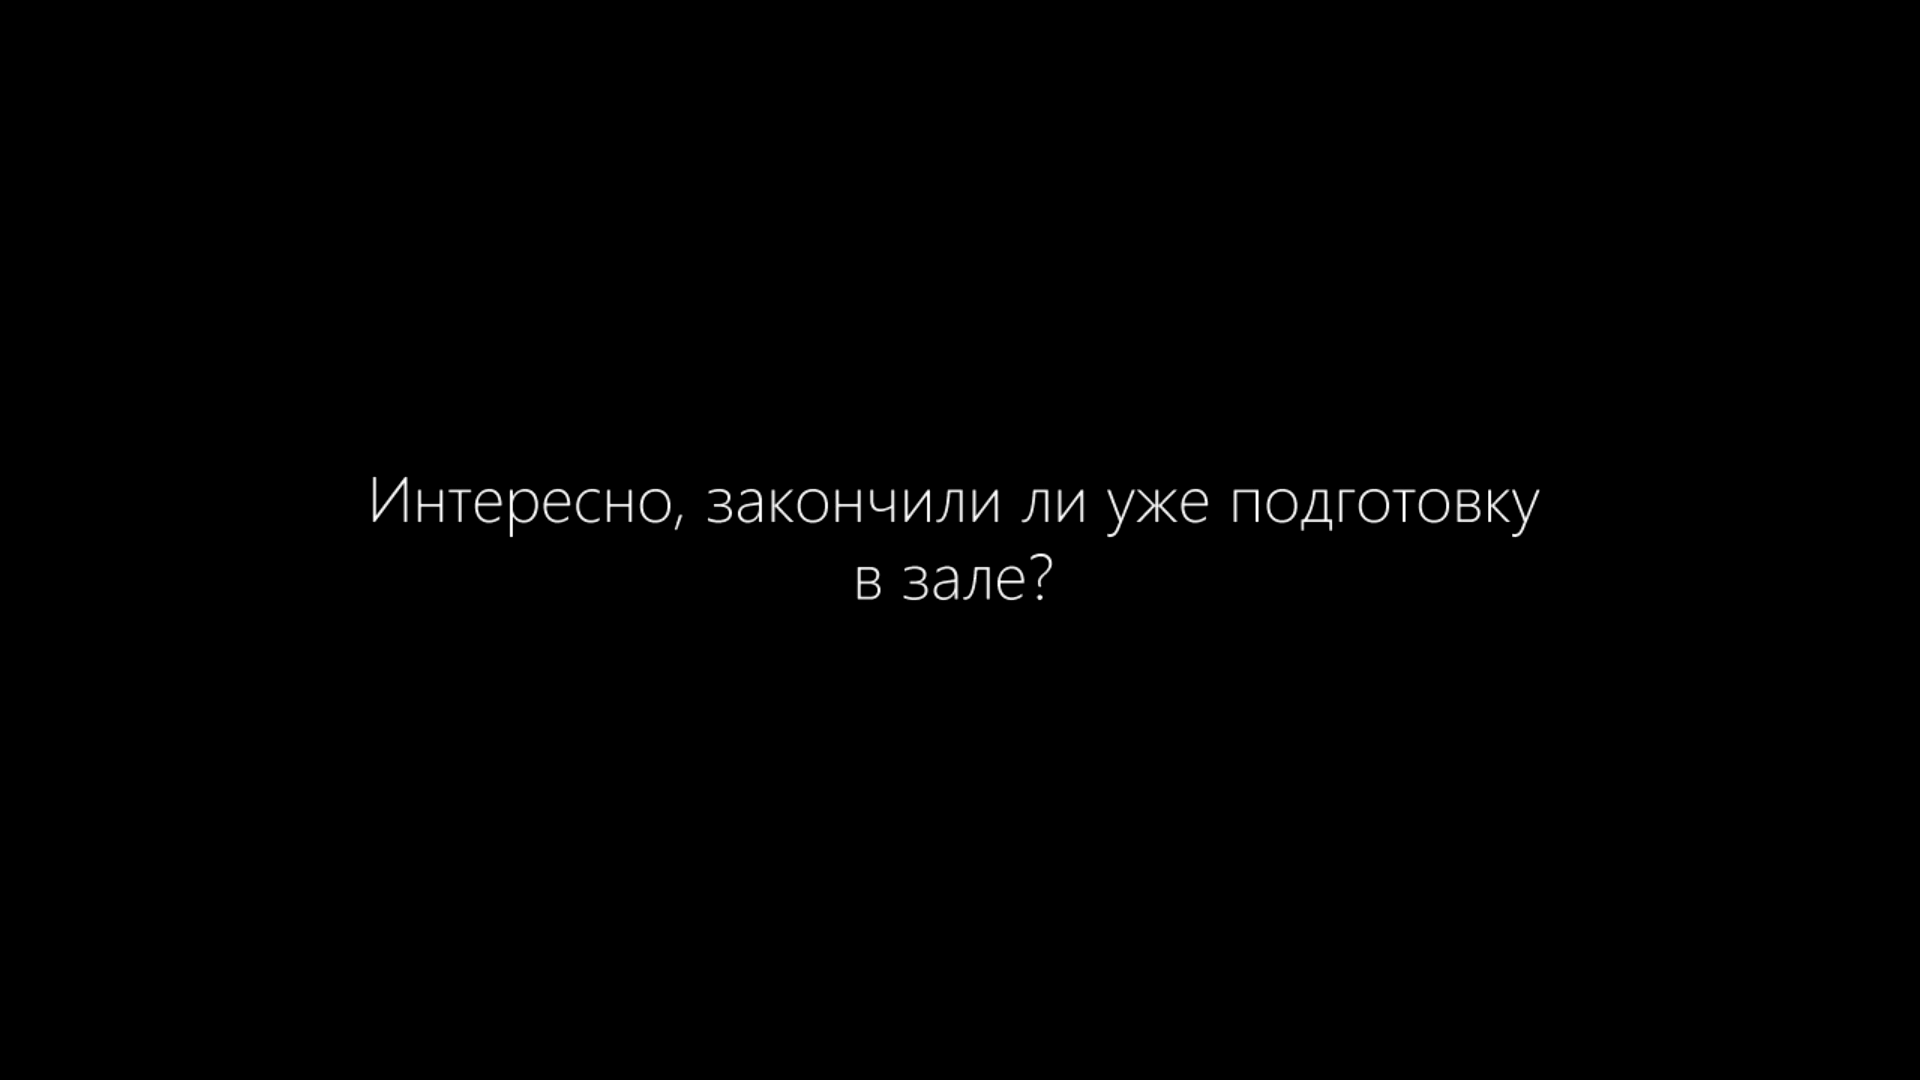 Интересно, закончили ли уже подготовку
в зале?